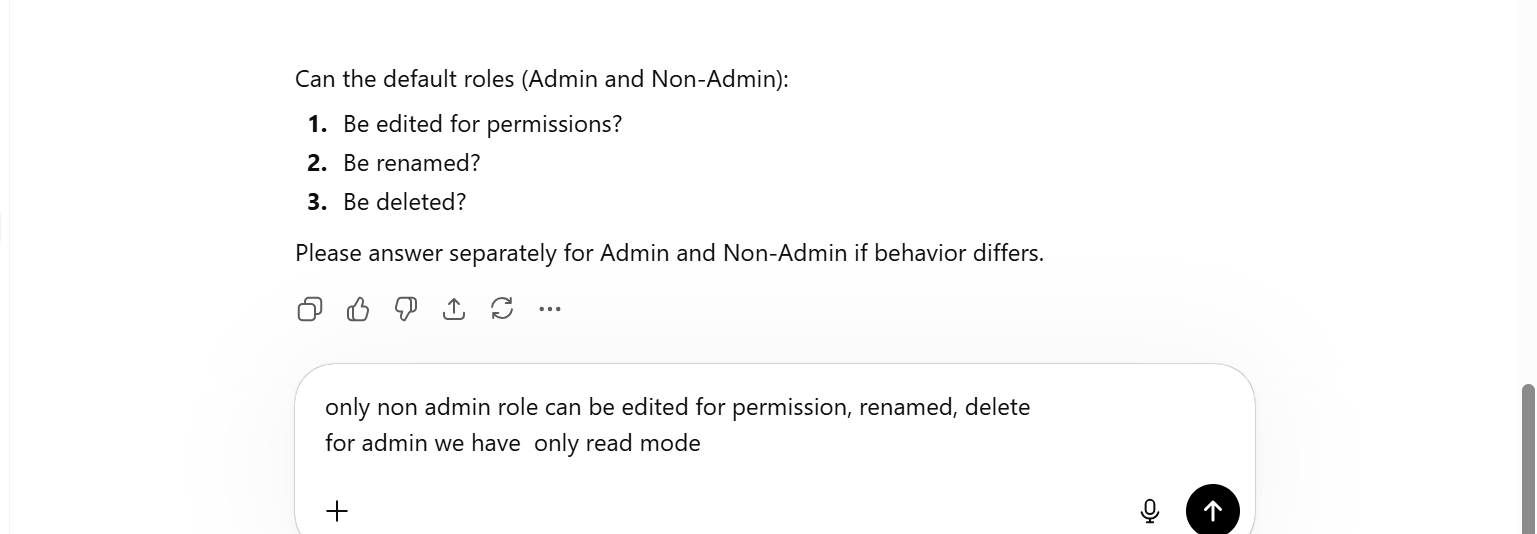 Can the default roles (Admin and Non-Admin):
1. Be edited for permissions?
2. Be renamed?
3. Be deleted?
Please answer separately for Admin and Non-Admin if behavior differs.
only non admin role can be edited for permission, renamed, delete
for admin we have  only read mode